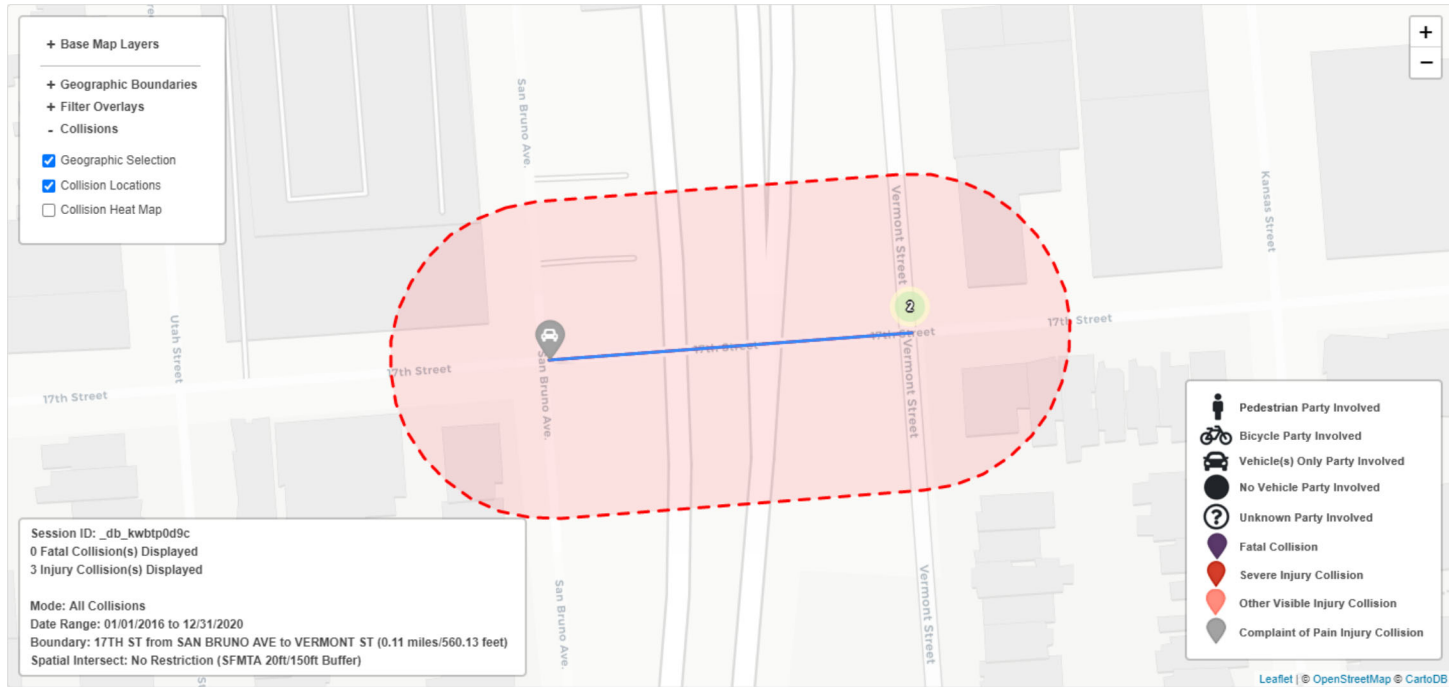 + Base Map Layers
+ Geographic Boundaries
+ Filter Overlays
- Collisions
Geographic Selection
Collision Locations
Collision Heat Map
+
−
San Bruno Ave.
Kansas Street
Vermont Street
Utah Street
2
17th Street
17th Street
17th Street
17th Street
17th Street
San Bruno Ave.
Vermont Street
Pedestrian Party Involved
Bicycle Party Involved
Vehicle(s) Only Party Involved
No Vehicle Party Involved
? Unknown Party Involved
Fatal Collision
Severe Injury Collision
Other Visible Injury Collision
Complaint of Pain Injury Collision
Session ID: _db_kwbtp0d9c
0 Fatal Collision(s) Displayed
3 Injury Collision(s) Displayed
Mode: All Collisions
Date Range: 01/01/2016 to 12/31/2020
Boundary: 17TH ST from SAN BRUNO AVE to VERMONT ST (0.11 miles/560.13 feet)
Spatial Intersect: No Restriction (SFMTA 20ft/150ft Buffer)
San Bruno Ave.
Vermont Street
Leaflet | © OpenStreetMap © CartoDB